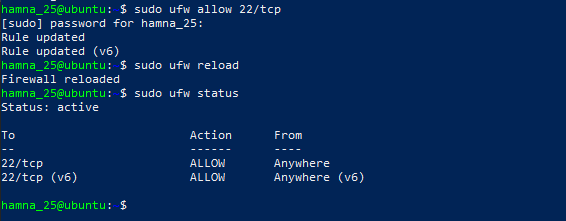 hamna_25@ubuntu: $ sudo ufw allow 22/tcp
[sudo] password for hamna_25:
Rule updated
Rule updated (v6)
hamna_25@ubuntu: $ sudo ufw reload
Firewall reloaded
hamna_25@ubuntu: $ sudo ufw status
Status: active
To Action From
-- ------ ----
22/tcp ALLOW Anywhere
22/tcp (v6) ALLOW Anywhere (v6)
hamna_25@ubuntu: $